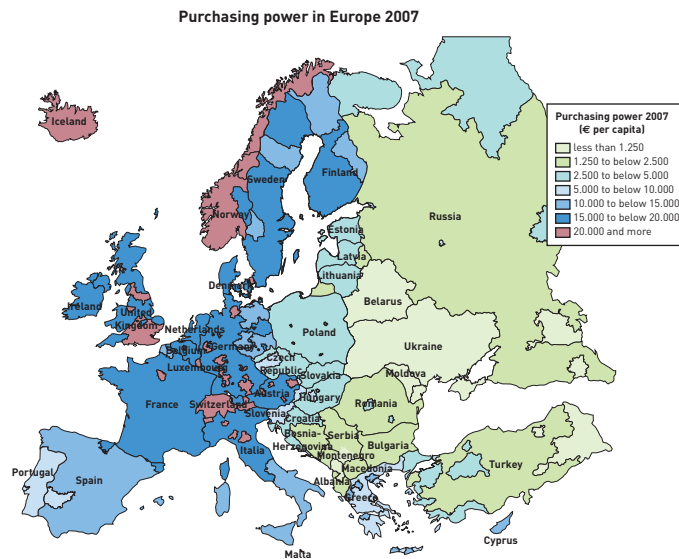 Purchasing power in Europe 2007
Iceland
Purchasing power 2007
(€ per capita)
less than 1.250
1.250 to below 2.500
2.500 to below 5.000
5.000 to below 10.000
10.000 to below 15.000
15.000 to below 20.000
20.000 and more
Finland
Sweden
Norway
Russia
Estonia
Latvia
Lithuania
Denmark
Belarus
Ireland
United
Kingdom
Netherlands
Belgium
Germany
Poland
Ukraine
Luxembourg
Czech
Republic
Slovakia
Moldova
France
Switzerland
Austria
Hungary
Romania
Slovenia
Croatia
Bosnia-
Herzegovina
Serbia
Montenegro
Bulgaria
Italy
Macedonia
Albania
Turkey
Portugal
Spain
Greece
Cyprus
Malta